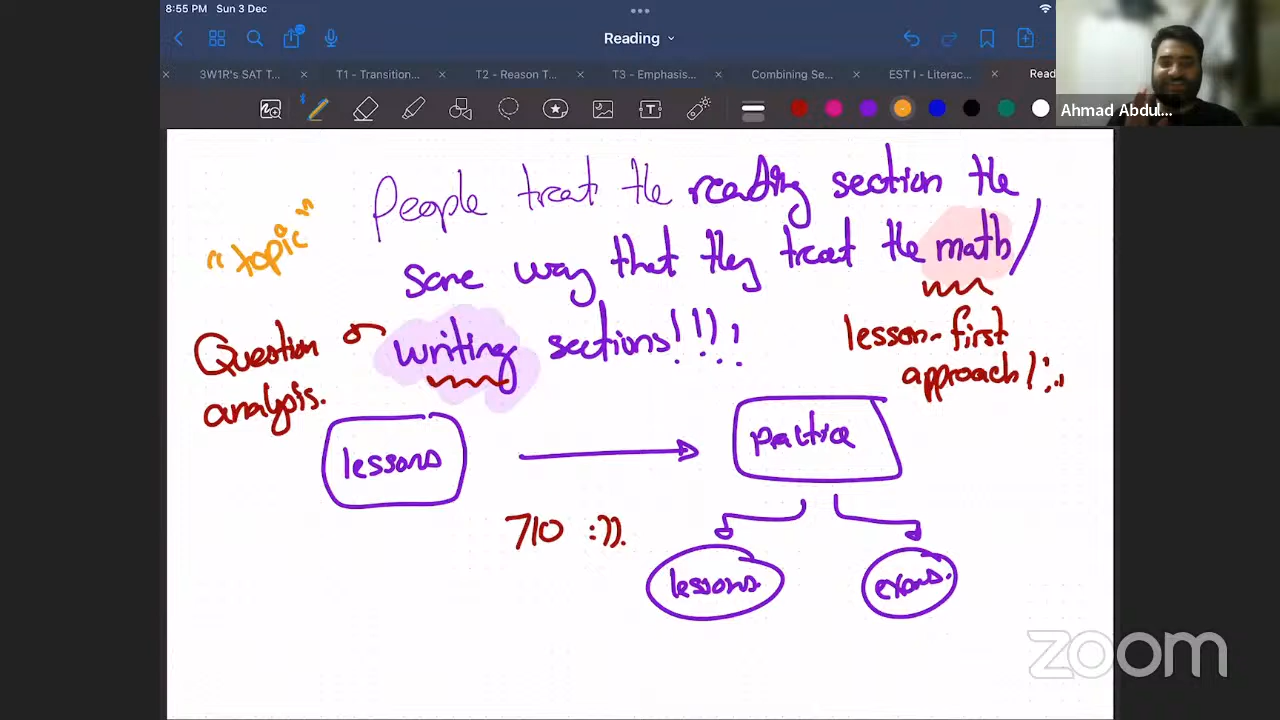 8:55 PM Sun 3 Dec
Reading
3W1R's SAT T...
T1 - Transition...
T2 - Reason T...
T3 - Emphasis...
Combining Se...
EST I - Literac...
Read
Ahmad Abdul...
People treat the reading section the
"topic"
same way that they treat the math/
writing sections!!!;
Question
analysis.
lesson-first
approach!
lessons
practice
710 :)).
lessons.
exams.
zoom